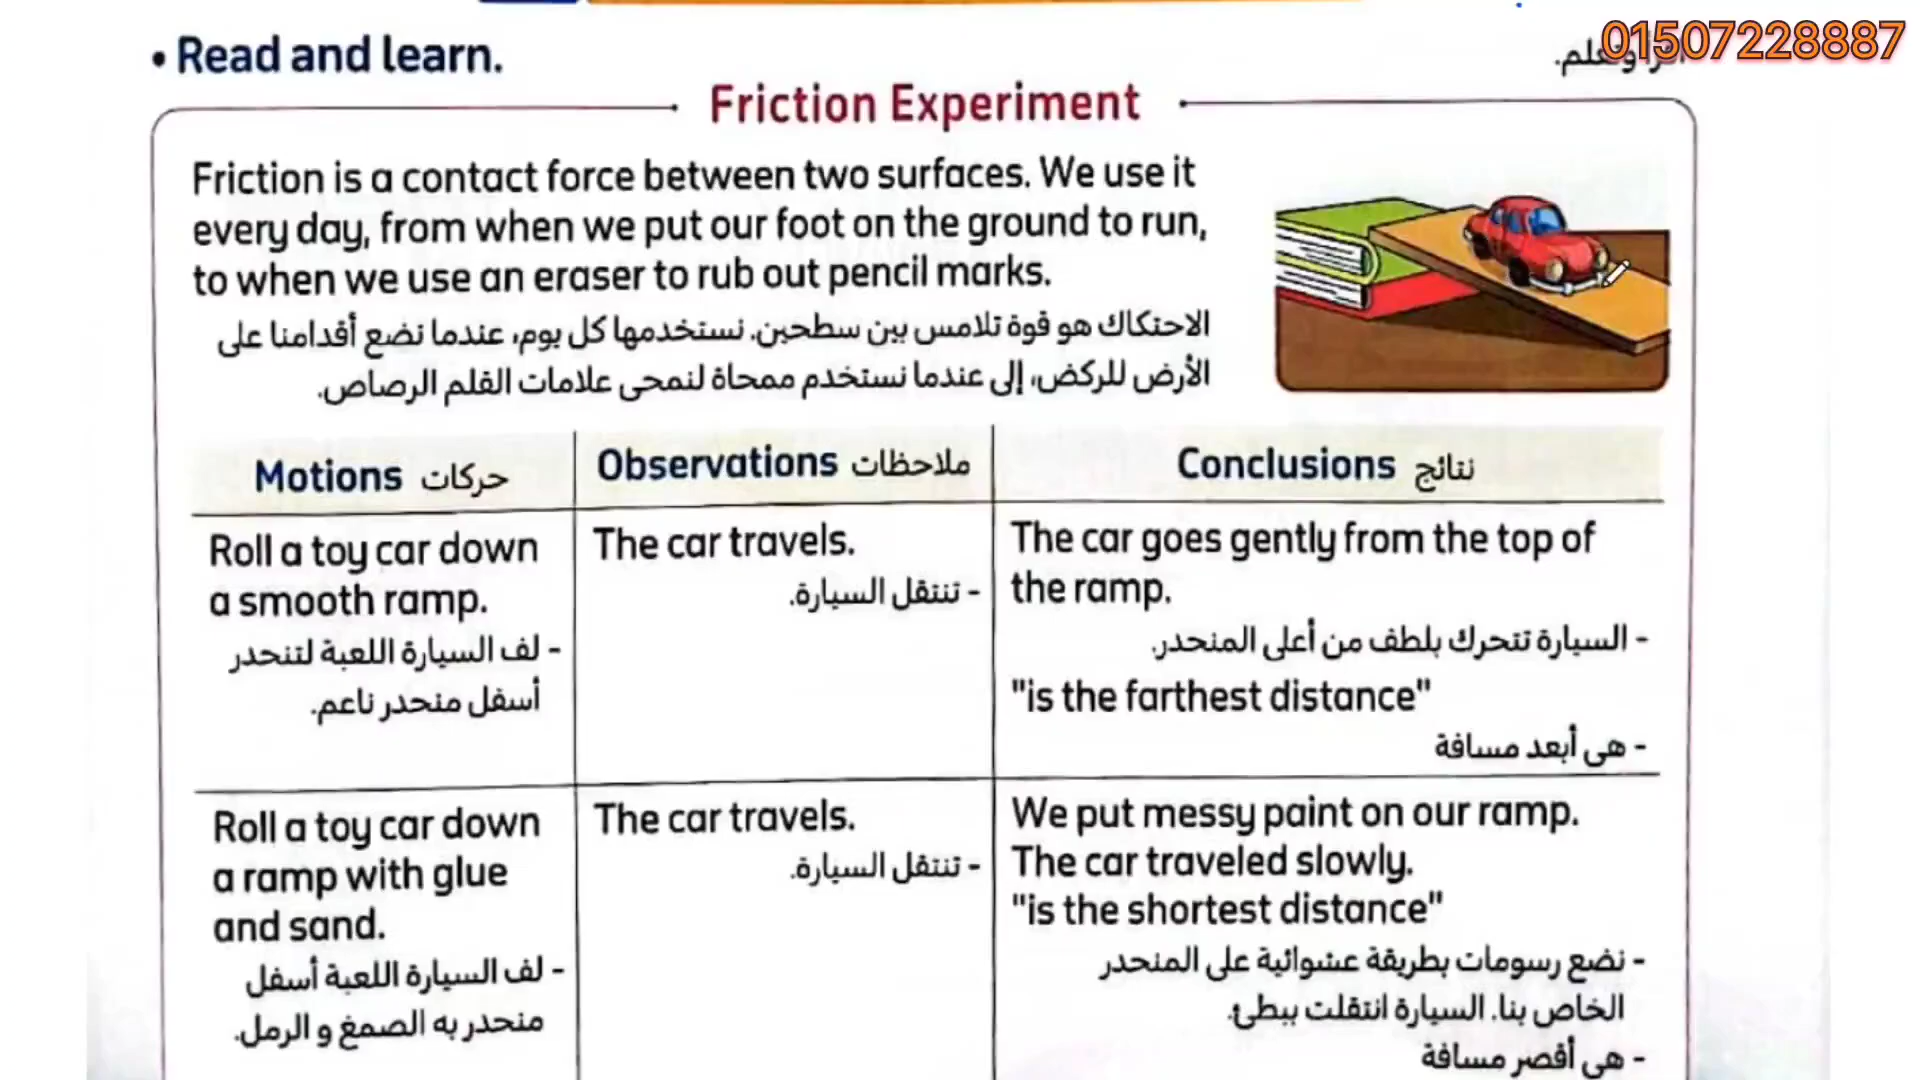 • Read and learn.
01507228887
Friction Experiment
Friction is a contact force between two surfaces. We use it
every day, from when we put our foot on the ground to run,
to when we use an eraser to rub out pencil marks.
الاحتكاك هو قوة تلامس بين سطحين. نستخدمها كل يوم، عندما نضع أقدامنا على
الأرض للركض، إلى عندما نستخدم ممحاة لنمحى علامات القلم الرصاص.
Motions حركات
Observations ملاحظات
Conclusions نتائج
Roll a toy car down
a smooth ramp.
- لف السيارة اللعبة لتنحدر
أسفل منحدر ناعم.
The car travels.
- تنتقل السيارة.
The car goes gently from the top of
the ramp.
- السيارة تتحرك بلطف من أعلى المنحدر.
"is the farthest distance"
- هى أبعد مسافة
Roll a toy car down
a ramp with glue
and sand.
- لف السيارة اللعبة أسفل
منحدر به الصمغ و الرمل.
The car travels.
- تنتقل السيارة.
We put messy paint on our ramp.
The car traveled slowly.
"is the shortest distance"
- نضع رسومات بطريقة عشوائية على المنحدر
الخاص بنا. السيارة انتقلت ببطئ.
- هى أقصر مسافة